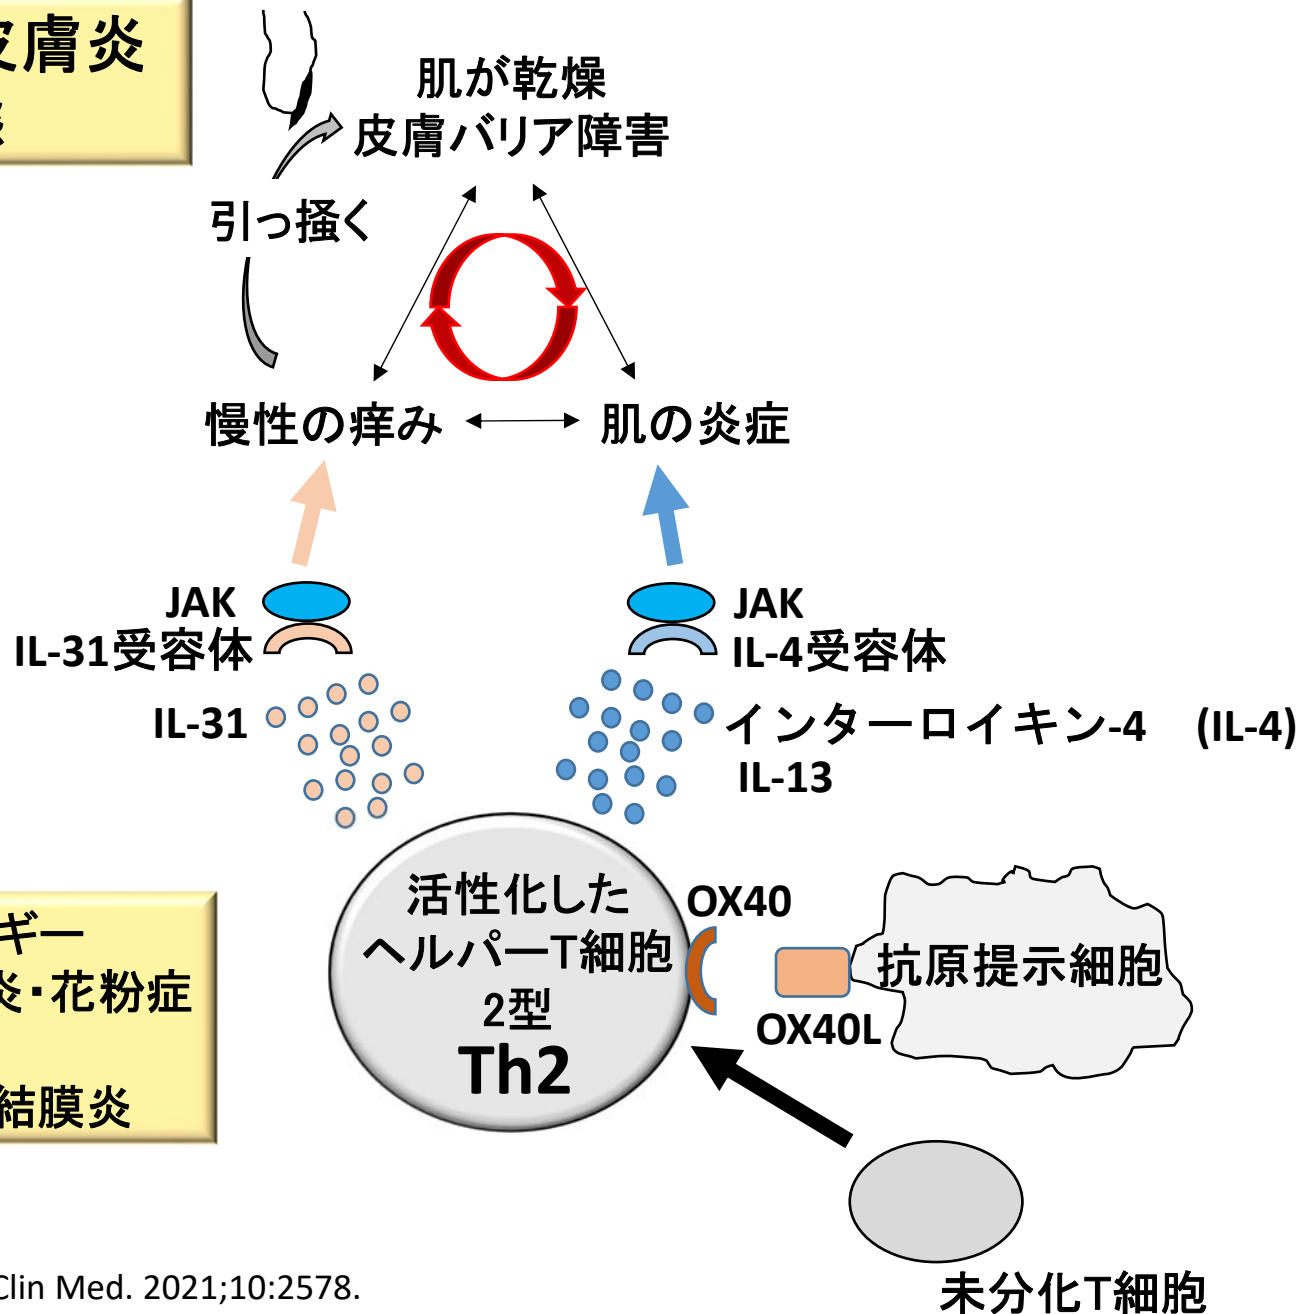 皮膚炎
肌が乾燥
皮膚バリア障害
引っ掻く
慢性の痒み
肌の炎症
JAK
IL-31受容体
JAK
IL-4受容体
IL-31
インターロイキン-4 (IL-4)
IL-13
活性化した
ヘルパーT細胞
2型
Th2
OX40
OX40L
抗原提示細胞
ギー
炎・花粉症
結膜炎
未分化T細胞
Clin Med. 2021;10:2578.